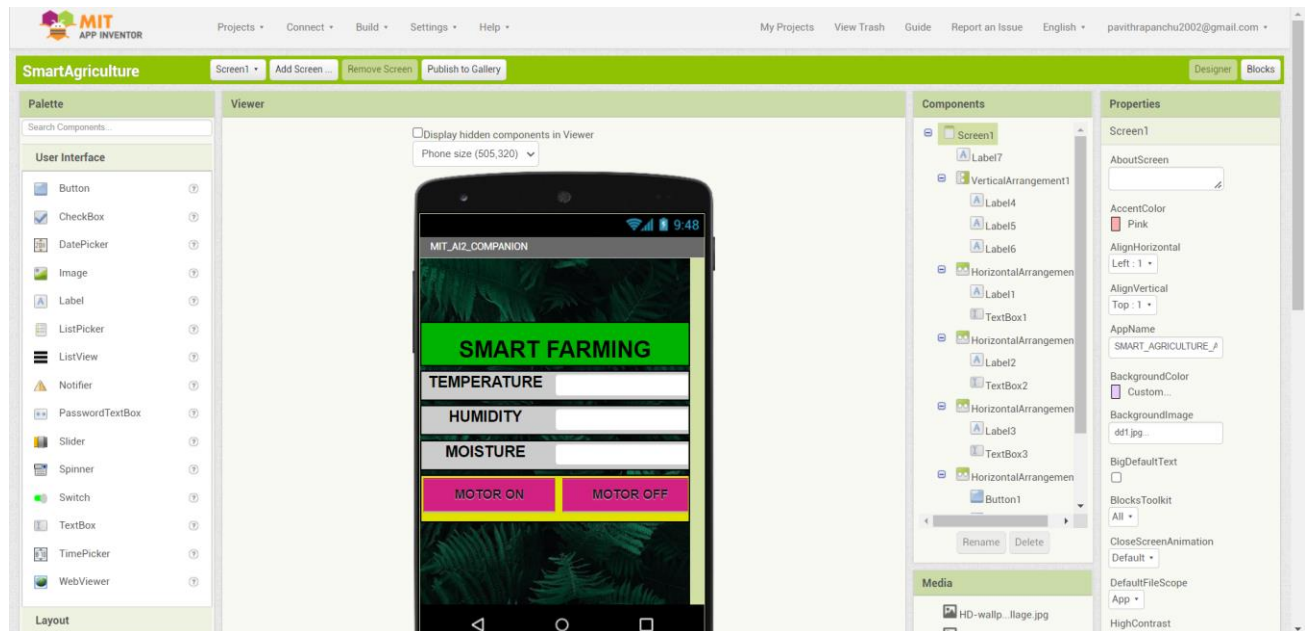 MIT
APP INVENTOR
Projects
Connect
Build
Settings
Help
My Projects
View Trash
Guide
Report an Issue
English
pavithrapanchu2002@gmail.com
SmartAgriculture
Screen1
Add Screen ...
Remove Screen
Publish to Gallery
Designer
Blocks
Palette
Search Components...
User Interface
Button
CheckBox
DatePicker
Image
Label
ListPicker
ListView
Notifier
PasswordTextBox
Slider
Spinner
Switch
TextBox
TimePicker
WebViewer
Layout
Viewer
Display hidden components in Viewer
Phone size (505,320)
9:48
MIT_AI2_COMPANION
SMART FARMING
TEMPERATURE
HUMIDITY
MOISTURE
MOTOR ON
MOTOR OFF
Components
Screen1
Label7
VerticalArrangement1
Label4
Label5
Label6
HorizontalArrangemen
Label1
TextBox1
HorizontalArrangemen
Label2
TextBox2
HorizontalArrangemen
Label3
TextBox3
HorizontalArrangemen
Button1
Rename
Delete
Media
HD-wallp...llage.jpg
Properties
Screen1
AboutScreen
AccentColor
Pink
AlignHorizontal
Left : 1
AlignVertical
Top : 1
AppName
SMART_AGRICULTURE_A
BackgroundColor
Custom...
BackgroundImage
dd1.jpg...
BigDefaultText
BlocksToolkit
All
CloseScreenAnimation
Default
DefaultFileScope
App
HighContrast